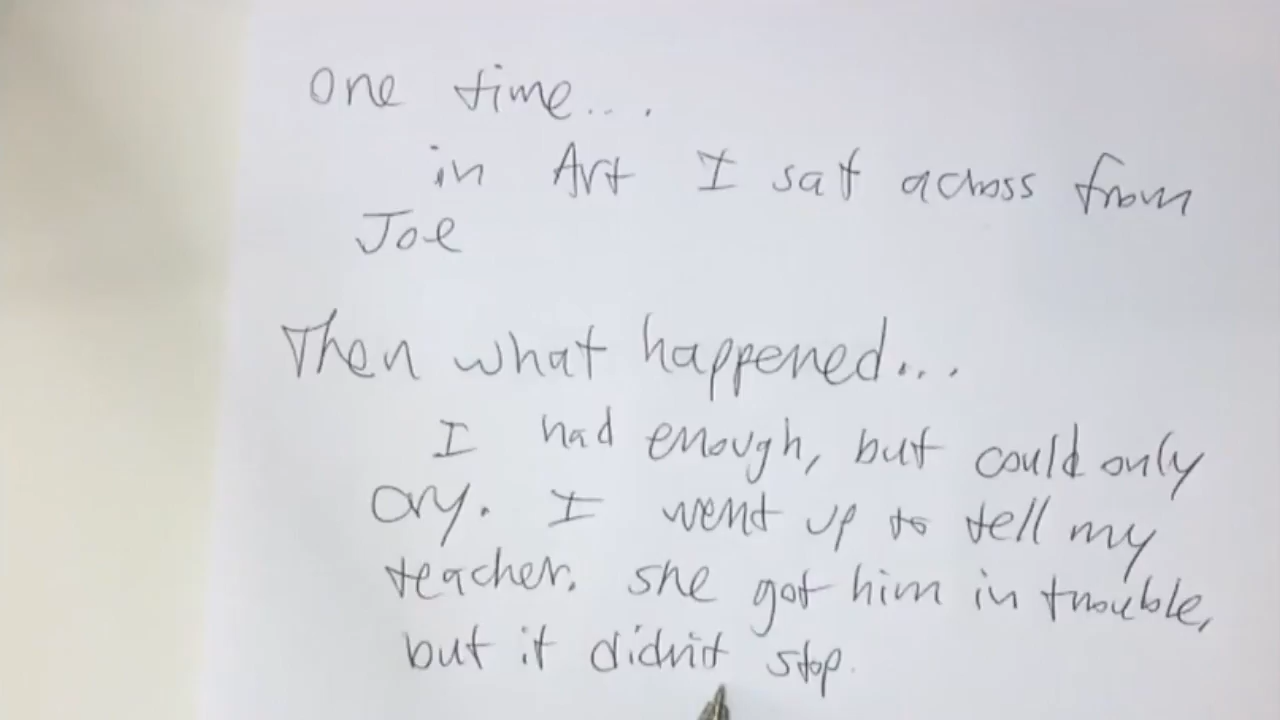 One time...
in Art I sat across from
Joe
Then what happened...
I had enough, but could only
cry. I went up to tell my
teacher. she got him in trouble,
but it didn't stop.